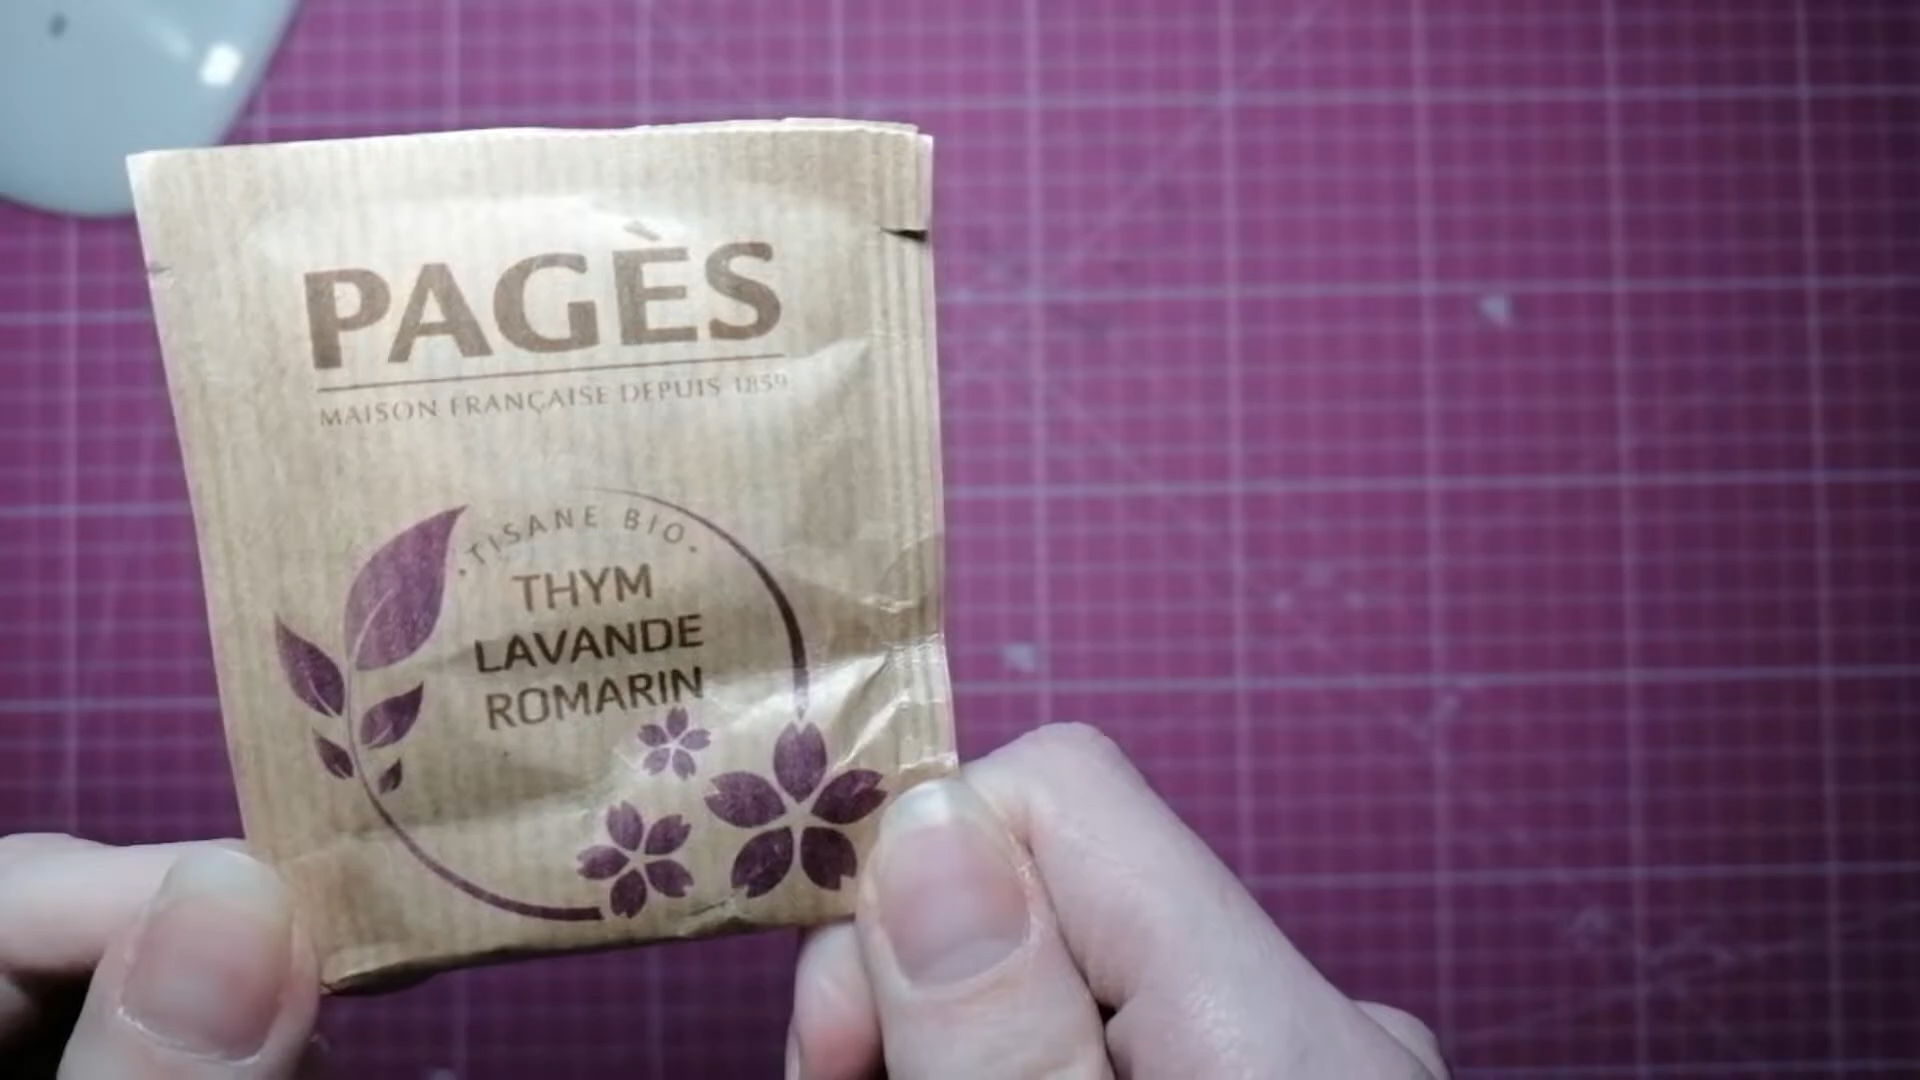 PAGÈS
MAISON FRANÇAISE DEPUIS 1859
•TISANE BIO•
THYM
LAVANDE
ROMARIN